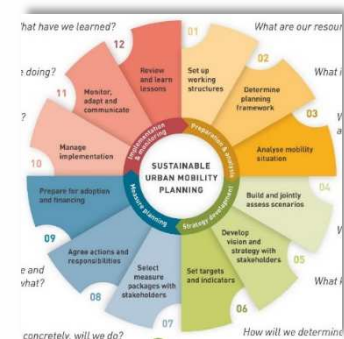 What have we learned?
What are our resour
12
01
Review
and learn
lessons
Set up
working
structures
11
02
Monitor,
adapt and
communicate
Determine
planning
framework
doing?
What i
03
10
Manage
implementation
Analyse mobility
situation
Implementation
& monitoring
Preparation & analysis
SUSTAINABLE
URBAN MOBILITY
PLANNING
Measure planning
Strategy development
Prepare for adoption
and financing
Build and jointly
assess scenarios
04
09
Agree actions and
responsibilities
Develop
vision and
strategy with
stakeholders
05
08
Select
measure
packages with
stakeholders
Set targets
and indicators
07
06
e and
what?
What k
concretely, will we do?
How will we determine